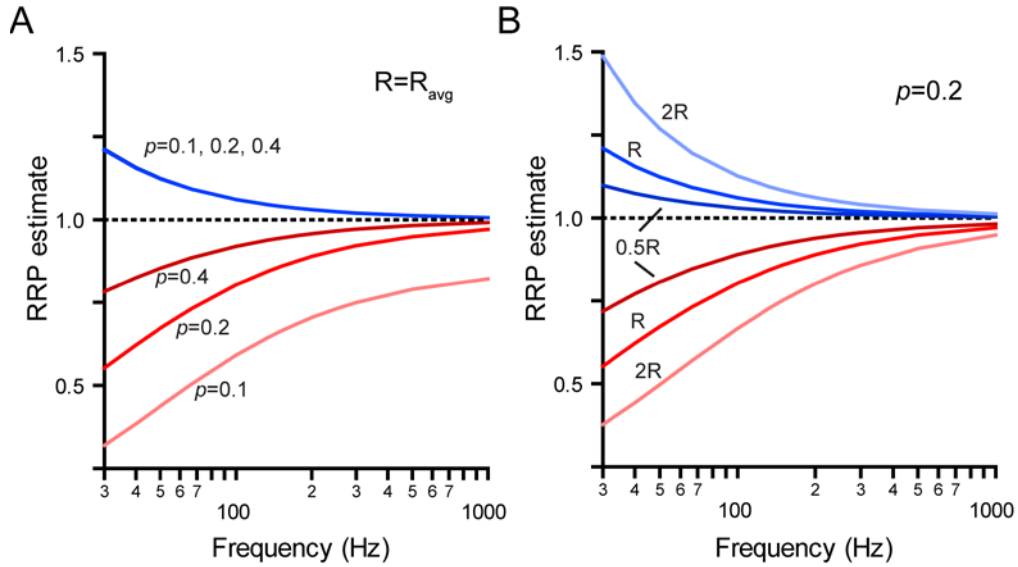 A
1.5
R=Ravg
p=0.1, 0.2, 0.4
1.0
p=0.4
p=0.2
0.5
p=0.1
RRP estimate
3 4 5 6 7 2 3 4 5 6 7
100 1000
Frequency (Hz)
B
1.5
p=0.2
2R
R
1.0
0.5R
R
0.5
2R
RRP estimate
3 4 5 6 7 2 3 4 5 6 7
100 1000
Frequency (Hz)